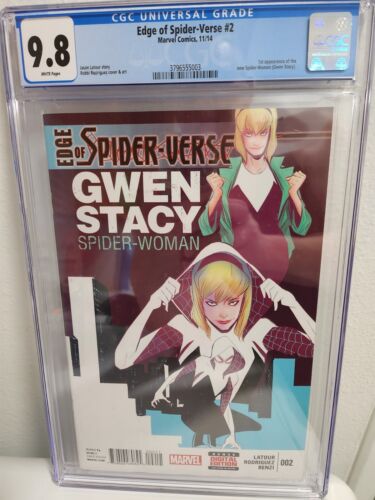 CGC UNIVERSAL GRADE
9.8
WHITE Pages
Edge of Spider-Verse #2
Marvel Comics, 11/14
Jason Latour story
Robbi Rodriguez cover & art
1st appearance of the
new Spider-Woman (Gwen Stacy).
3796555003
EDGE OF SPIDER-VERSE
GWEN
STACY
SPIDER-WOMAN
MARVEL
DIGITAL EDITION
LATOUR
RODRIGUEZ
RENZI
002